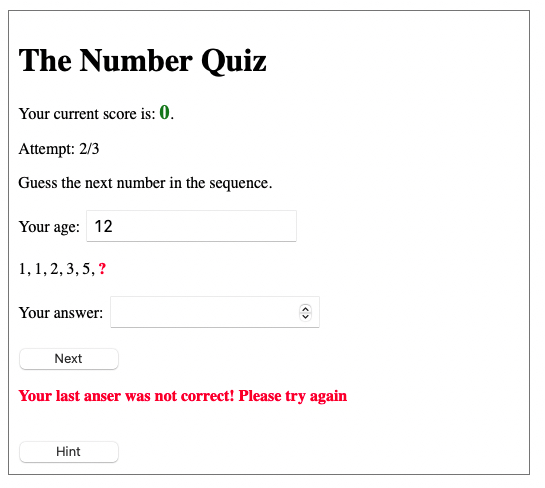 The Number Quiz
Your current score is: 0.
Attempt: 2/3
Guess the next number in the sequence.
Your age: 12
1, 1, 2, 3, 5, ?
Your answer:
Next
Your last anser was not correct! Please try again
Hint